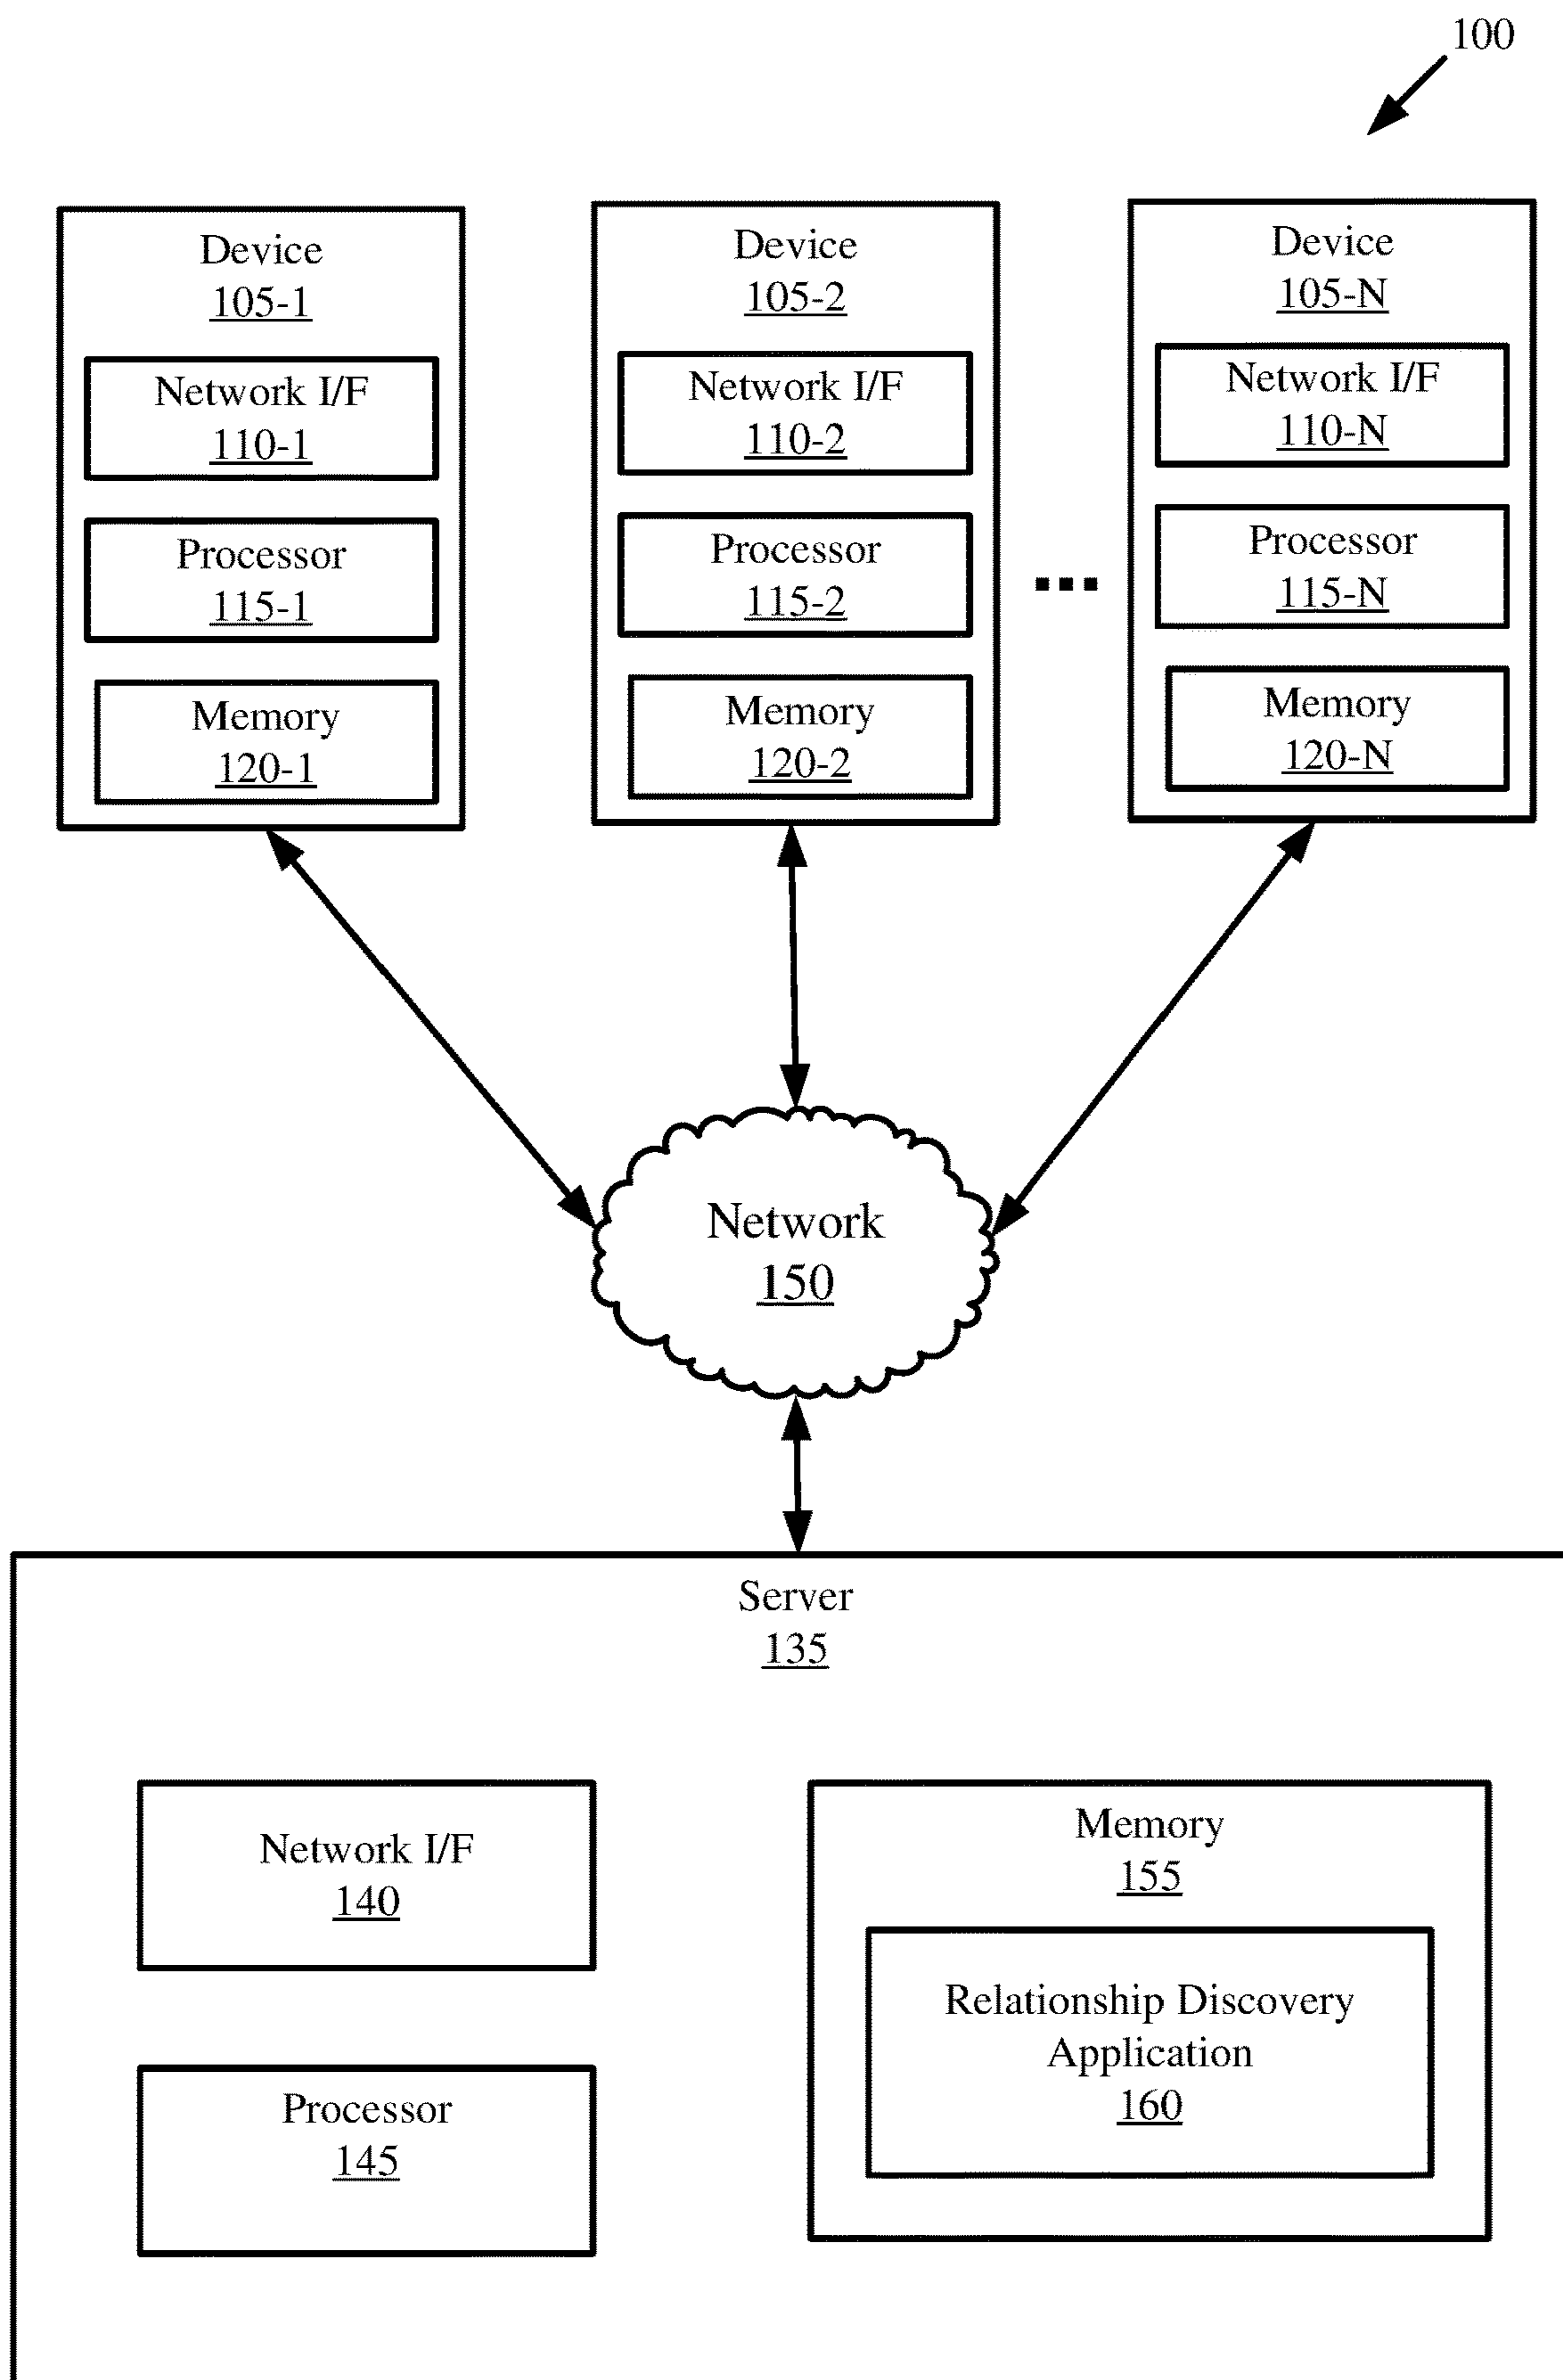 100
Device
105-1
Network I/F
110-1
Processor
115-1
Memory
120-1
Device
105-2
Network I/F
110-2
Processor
115-2
Memory
120-2
Device
105-N
Network I/F
110-N
Processor
115-N
Memory
120-N
Network
150
Server
135
Network I/F
140
Processor
145
Memory
155
Relationship Discovery
Application
160